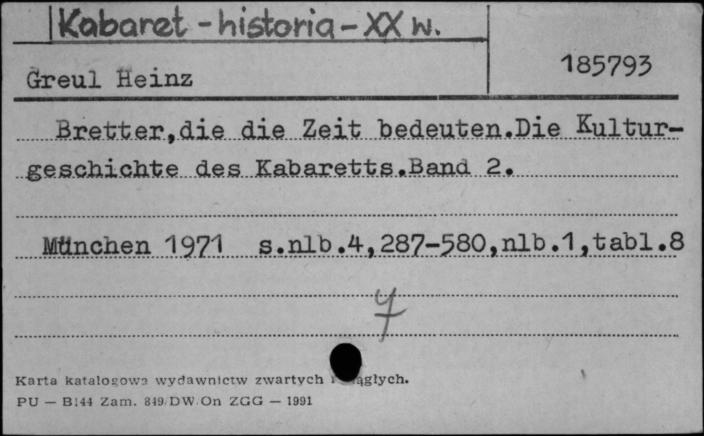 Kabaret - historia - XX w.
Greul Heinz
185793
Bretter,die die Zeit bedeuten.Die Kultur-
geschichte des Kabaretts.Band 2.
München 1971 s.nlb.4,287-580,nlb.1,tabl.8
Karta katalogowa wydawnictw zwartych
PU — B144 Zam. 849/DW/On ZGG — 1991